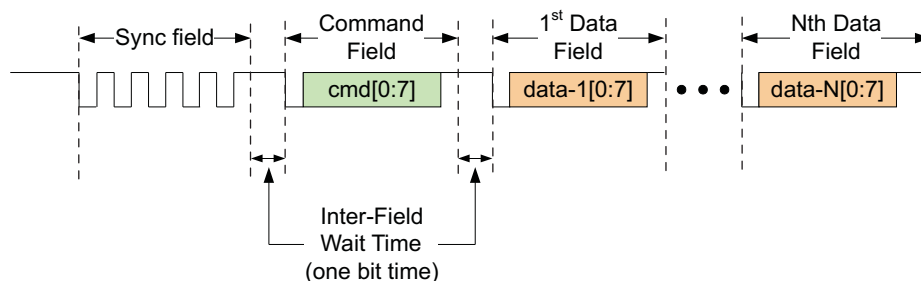 Sync field
Command
Field
1st Data
Field
Nth Data
Field
cmd[0:7]
data-1[0:7]
data-N[0:7]
Inter-Field
Wait Time
(one bit time)